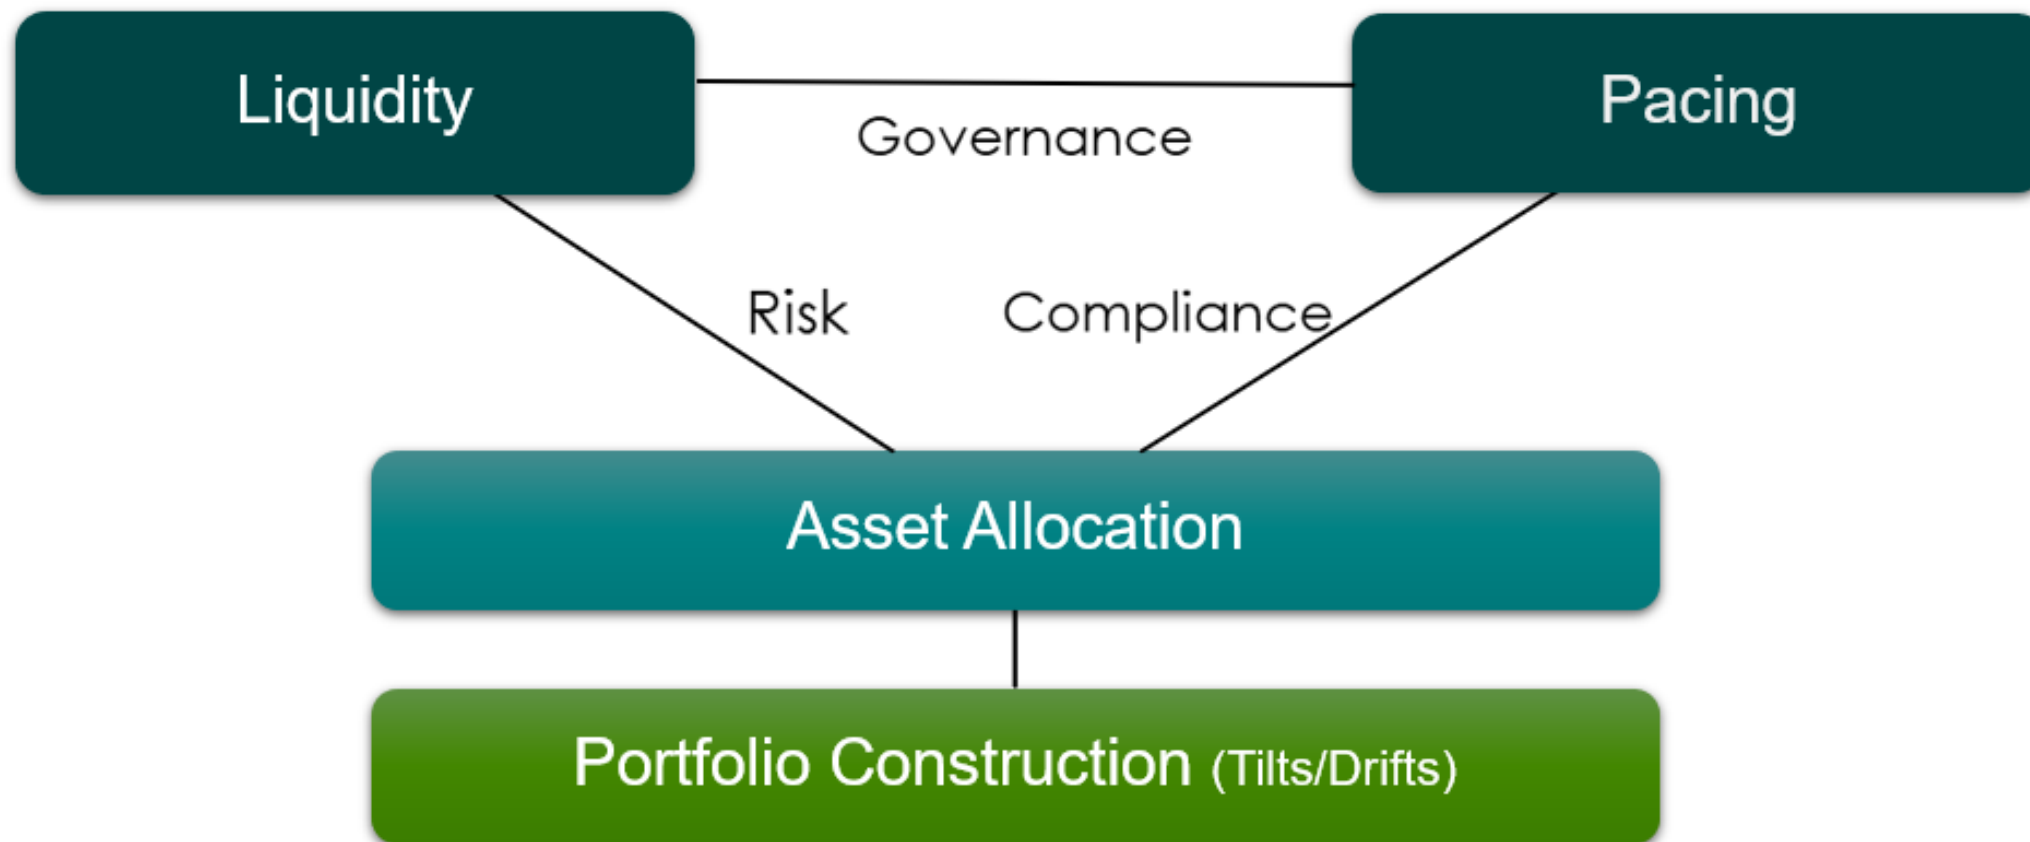 Liquidity
Pacing
Governance
Risk
Compliance
Asset Allocation
Portfolio Construction (Tilts/Drifts)